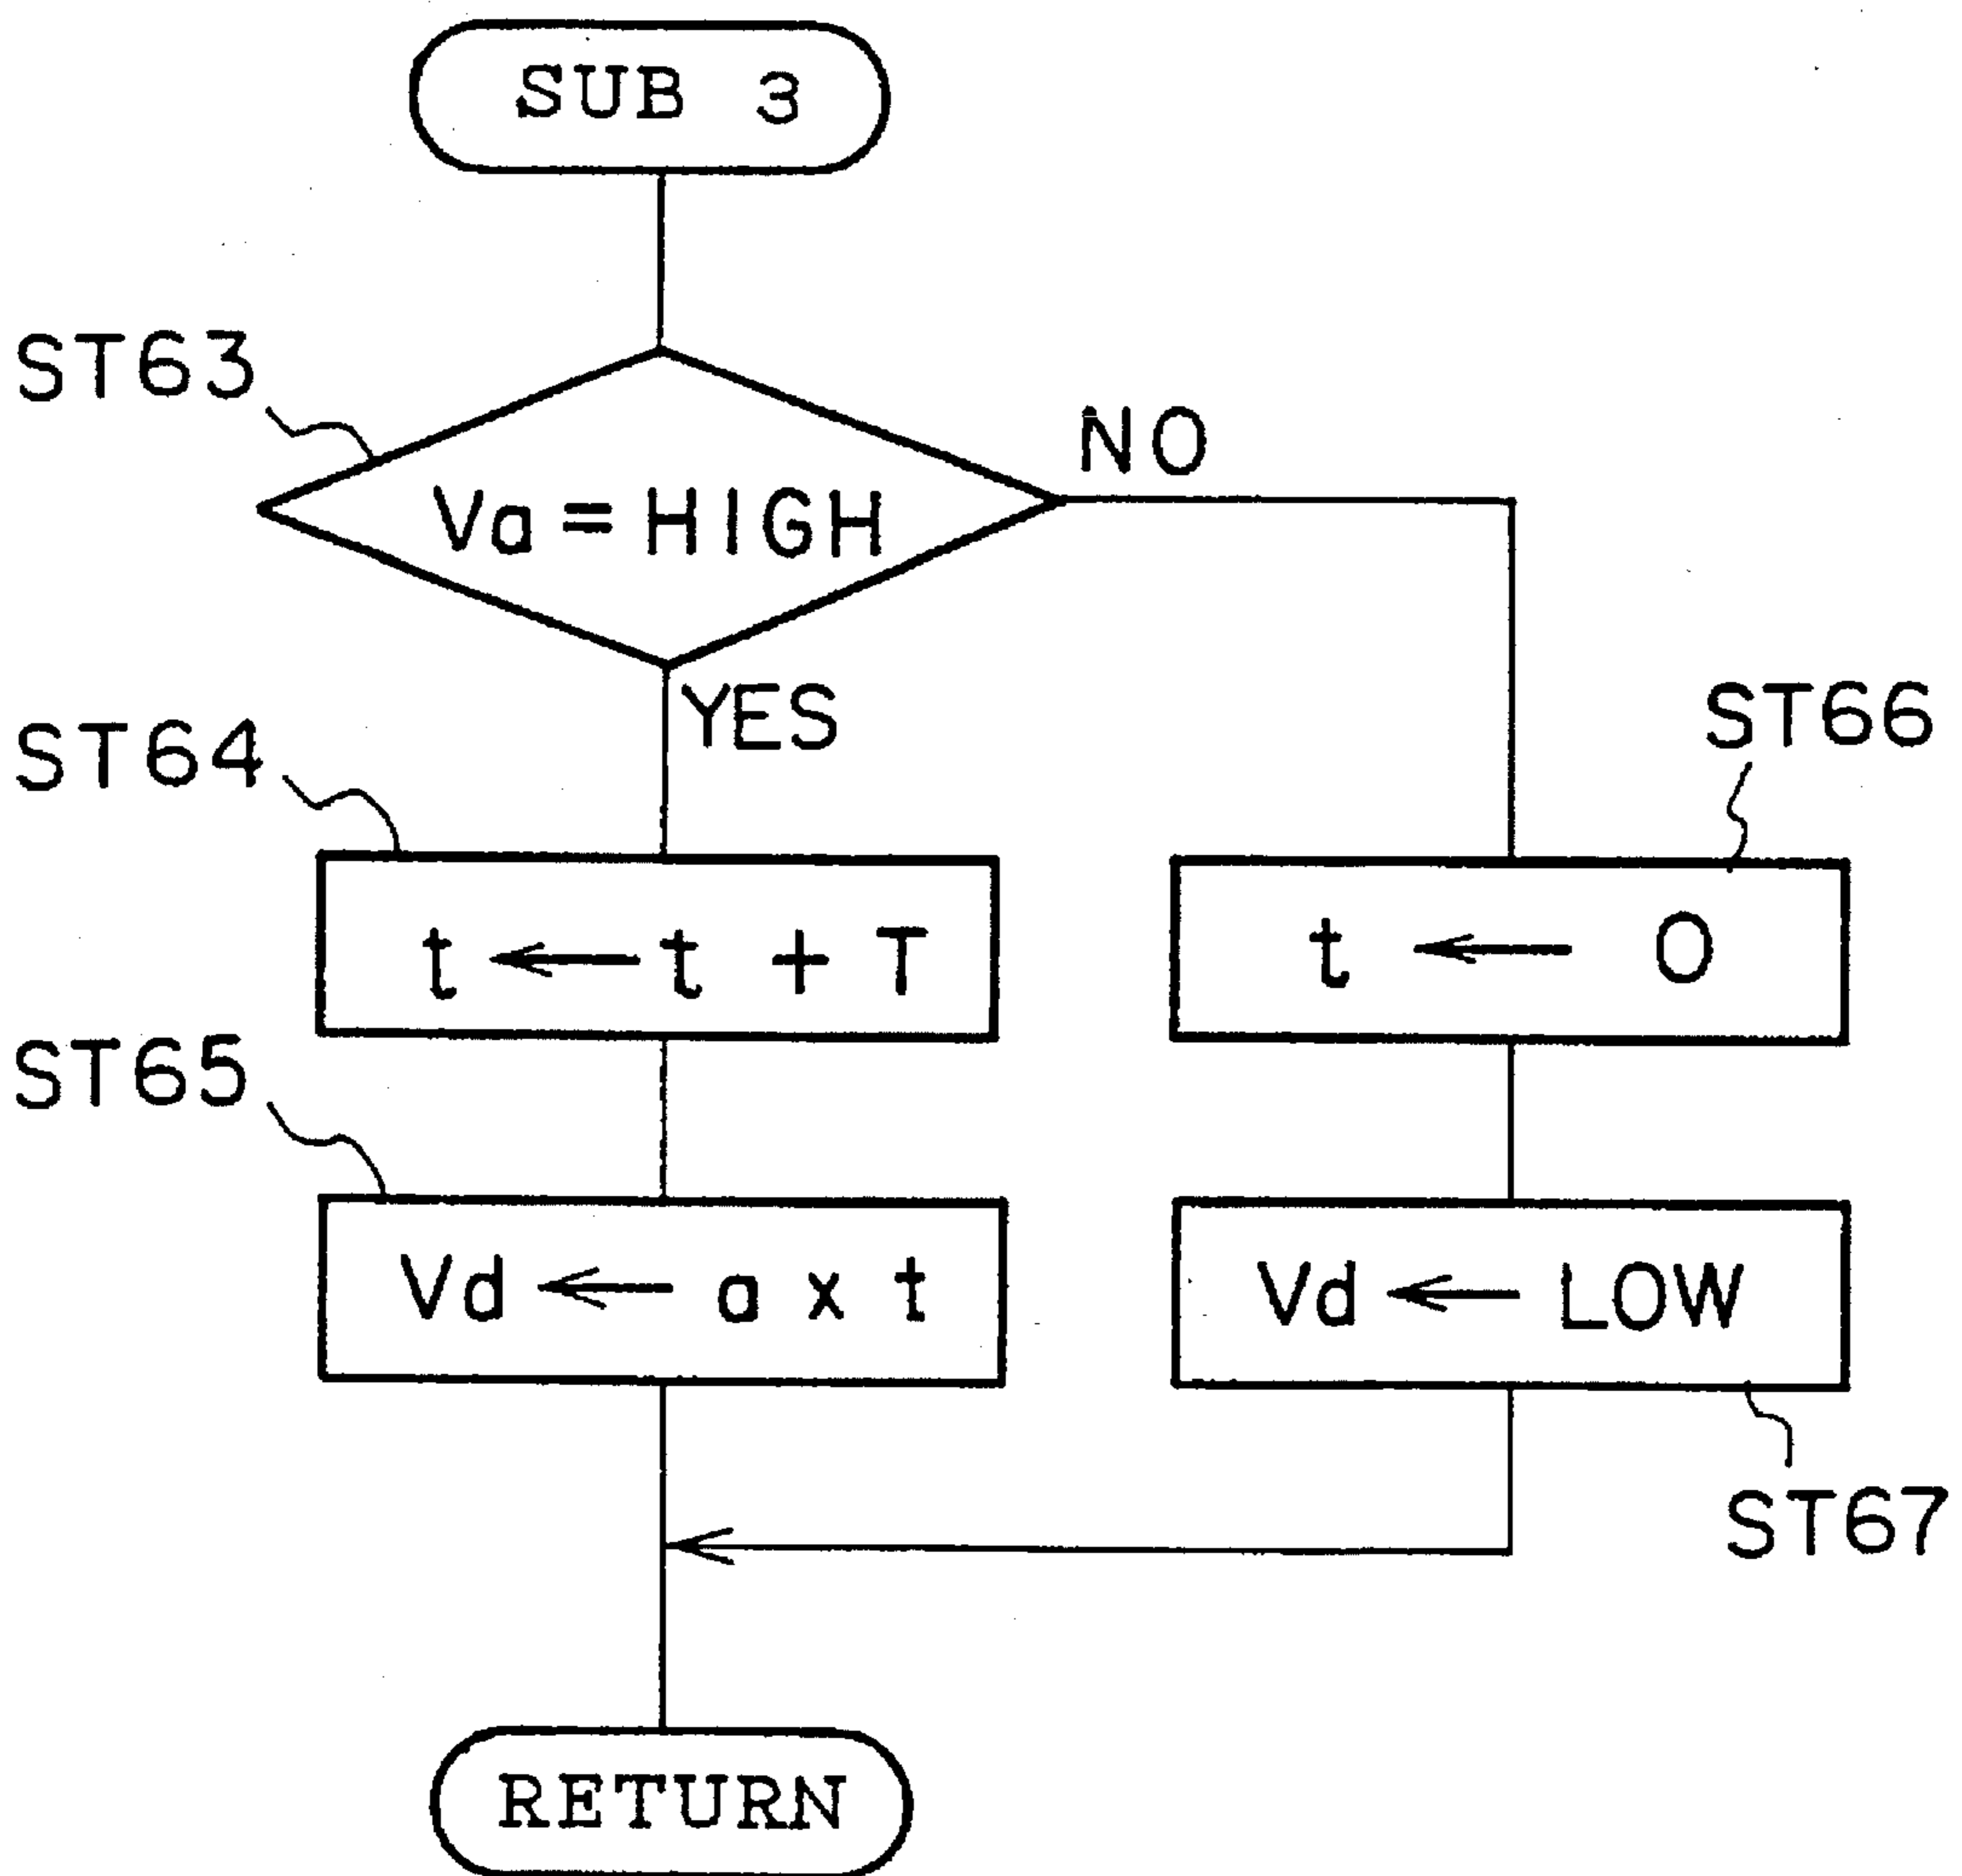 SUB 3
ST63
NO
Va = HIGH
YES
ST64
ST66
t ← t + T
t ← 0
ST65
Vd ← a x t
Vd ← LOW
ST67
RETURN